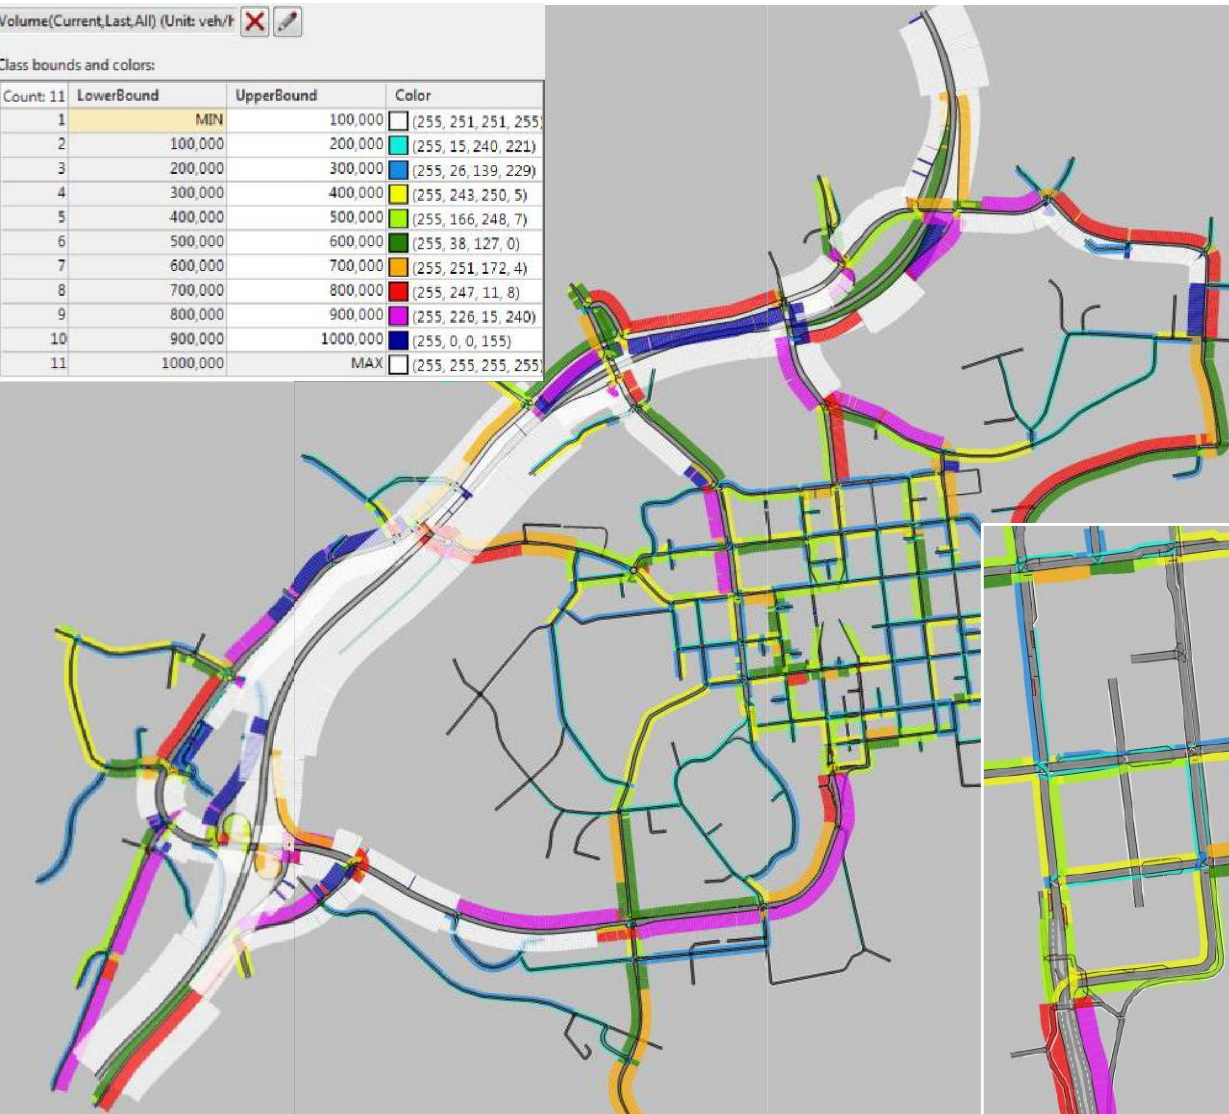 Volume(Current,Last,All) (Unit: veh/h
Class bounds and colors:
Count: 11 LowerBound UpperBound Color
1 MIN 100,000 (255, 251, 251, 255)
2 100,000 200,000 (255, 15, 240, 221)
3 200,000 300,000 (255, 26, 139, 229)
4 300,000 400,000 (255, 243, 250, 5)
5 400,000 500,000 (255, 166, 248, 7)
6 500,000 600,000 (255, 38, 127, 0)
7 600,000 700,000 (255, 251, 172, 4)
8 700,000 800,000 (255, 247, 11, 8)
9 800,000 900,000 (255, 226, 15, 240)
10 900,000 1000,000 (255, 0, 0, 155)
11 1000,000 MAX (255, 255, 255, 255)